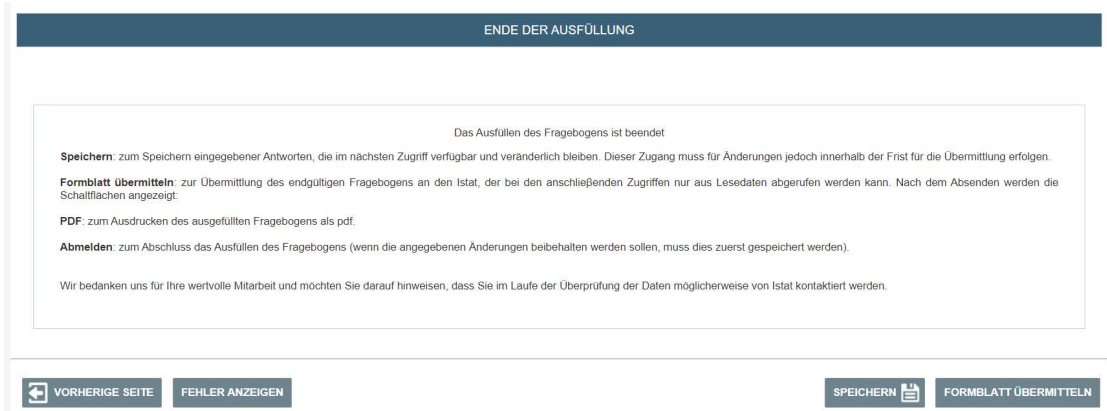 ENDE DER AUSFÜLLUNG
Das Ausfüllen des Fragebogens ist beendet
Speichern: zum Speichern eingegebener Antworten, die im nächsten Zugriff verfügbar und veränderlich bleiben. Dieser Zugang muss für Änderungen jedoch innerhalb der Frist für die Übermittlung erfolgen.
Formblatt übermitteln: zur Übermittlung des endgültigen Fragebogens an den Istat, der bei den anschließenden Zugriffen nur aus Lesedaten abgerufen werden kann. Nach dem Absenden werden die
Schaltflächen angezeigt:
PDF: zum Ausdrucken des ausgefüllten Fragebogens als pdf.
Abmelden: zum Abschluss das Ausfüllen des Fragebogens (wenn die angegebenen Änderungen beibehalten werden sollen, muss dies zuerst gespeichert werden).
Wir bedanken uns für Ihre wertvolle Mitarbeit und möchten Sie darauf hinweisen, dass Sie im Laufe der Überprüfung der Daten möglicherweise von Istat kontaktiert werden.
VORHERIGE SEITE FEHLER ANZEIGEN SPEICHERN FORMBLATT ÜBERMITTELN